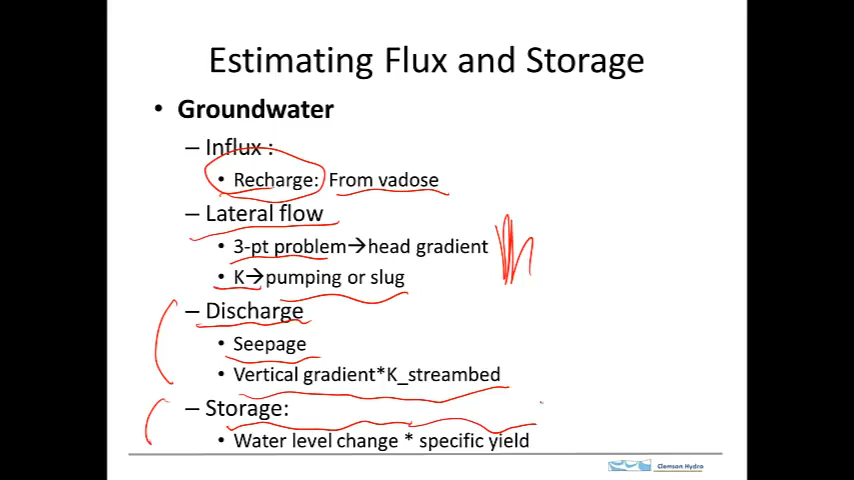 Estimating Flux and Storage
• Groundwater
– Influx :
• Recharge: From vadose
– Lateral flow
• 3-pt problem→head gradient
• K→pumping or slug
– Discharge
• Seepage
• Vertical gradient*K_streambed
– Storage:
• Water level change * specific yield
Clemson Hydro